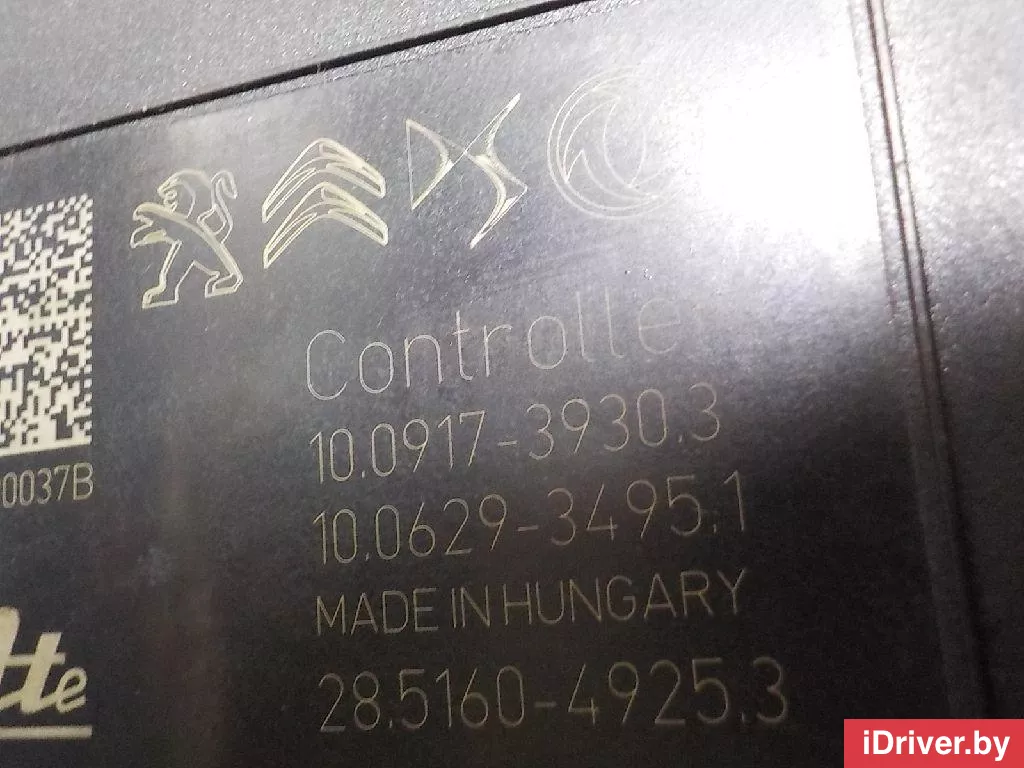 Controller
10.0917-3930.3
0037B
10.0629-3495.1
MADE IN HUNGARY
Ate
28.5160-4925.3
iDriver.by